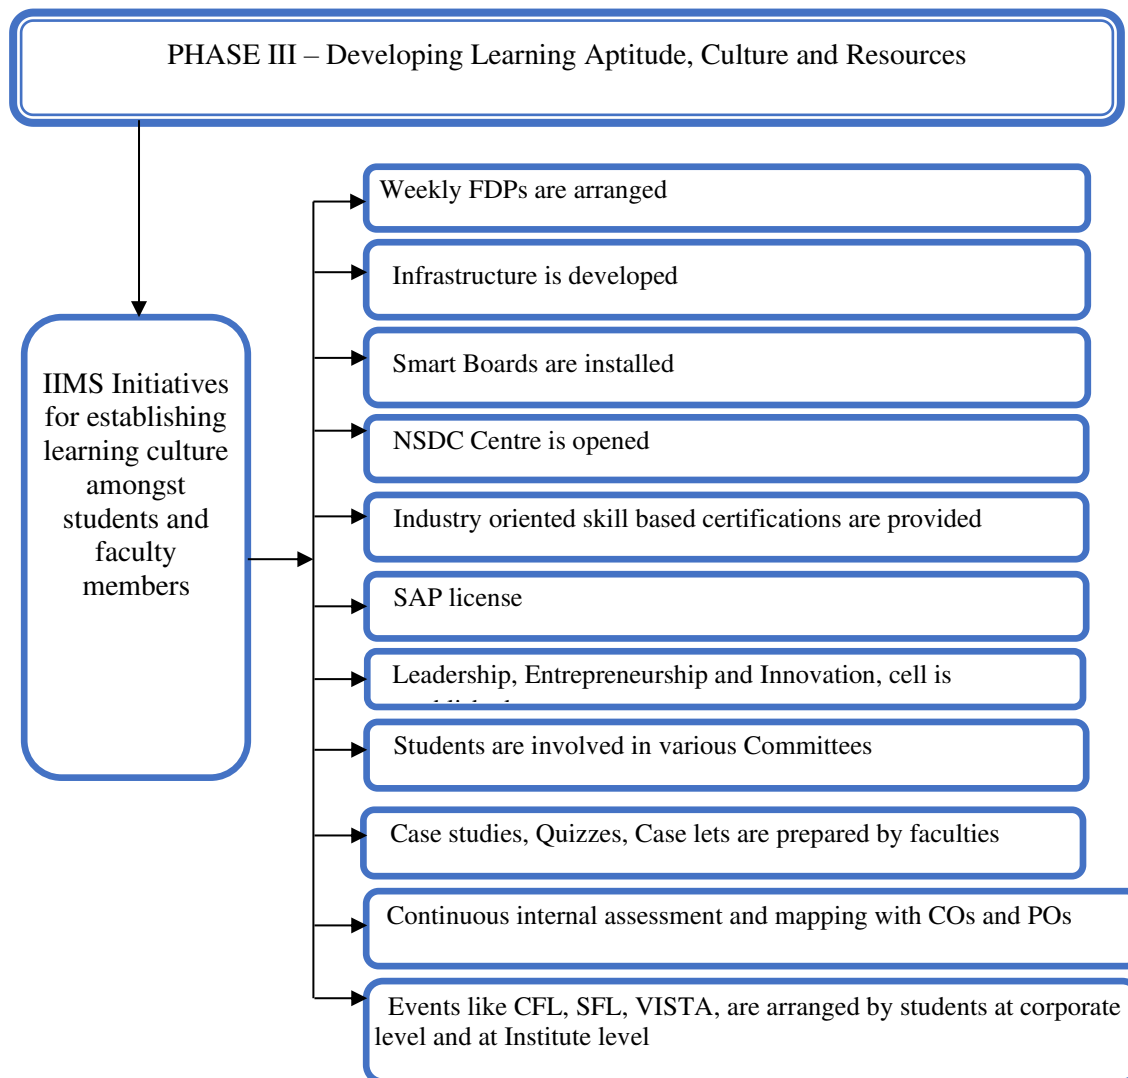 PHASE III – Developing Learning Aptitude, Culture and Resources
Weekly FDPs are arranged
Infrastructure is developed
Smart Boards are installed
NSDC Centre is opened
Industry oriented skill based certifications are provided
SAP license
Leadership, Entrepreneurship and Innovation, cell is
Students are involved in various Committees
Case studies, Quizzes, Case lets are prepared by faculties
Continuous internal assessment and mapping with COs and POs
Events like CFL, SFL, VISTA, are arranged by students at corporate
level and at Institute level
IIMS Initiatives
for establishing
learning culture
amongst
students and
faculty
members